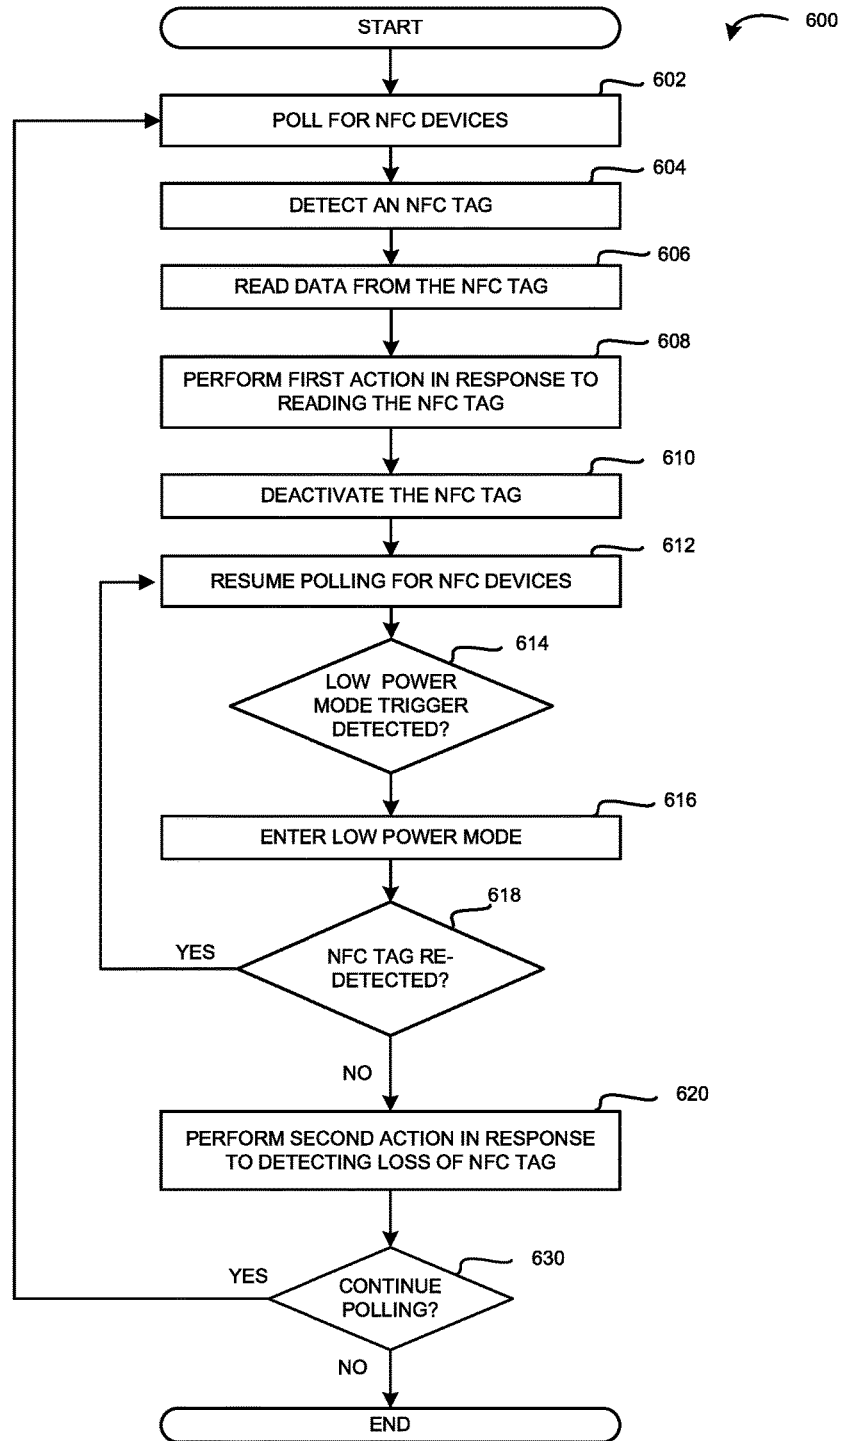 START
600
602
POLL FOR NFC DEVICES
604
DETECT AN NFC TAG
606
READ DATA FROM THE NFC TAG
608
PERFORM FIRST ACTION IN RESPONSE TO
READING THE NFC TAG
610
DEACTIVATE THE NFC TAG
612
RESUME POLLING FOR NFC DEVICES
614
LOW POWER
MODE TRIGGER
DETECTED?
616
ENTER LOW POWER MODE
618
YES
NFC TAG RE-
DETECTED?
NO
620
PERFORM SECOND ACTION IN RESPONSE
TO DETECTING LOSS OF NFC TAG
630
YES
CONTINUE
POLLING?
NO
END